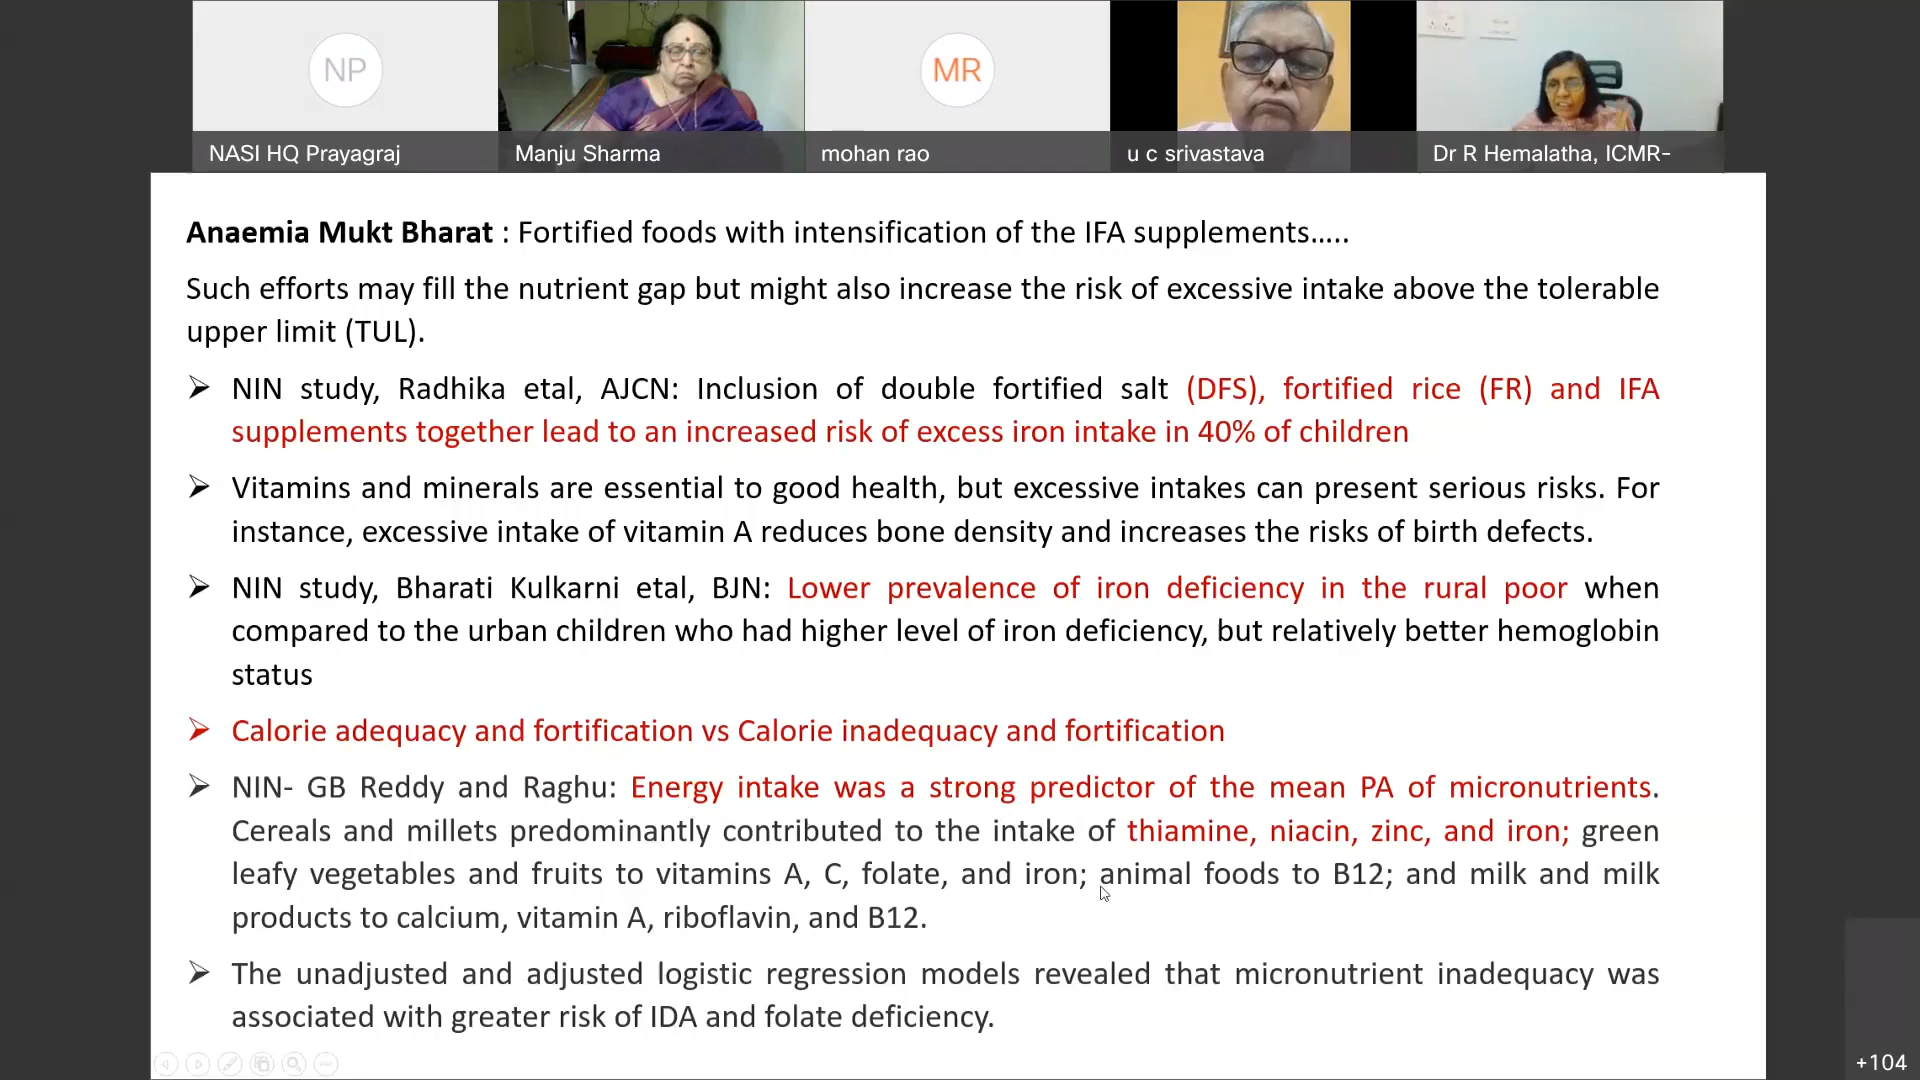 NP
MR
NASI HQ Prayagraj
Manju Sharma
mohan rao
u c srivastava
Dr R Hemalatha, ICMR-
Anaemia Mukt Bharat : Fortified foods with intensification of the IFA supplements.....
Such efforts may fill the nutrient gap but might also increase the risk of excessive intake above the tolerable
upper limit (TUL).
➢ NIN study, Radhika etal, AJCN: Inclusion of double fortified salt (DFS), fortified rice (FR) and IFA
supplements together lead to an increased risk of excess iron intake in 40% of children
➢ Vitamins and minerals are essential to good health, but excessive intakes can present serious risks. For
instance, excessive intake of vitamin A reduces bone density and increases the risks of birth defects.
➢ NIN study, Bharati Kulkarni etal, BJN: Lower prevalence of iron deficiency in the rural poor when
compared to the urban children who had higher level of iron deficiency, but relatively better hemoglobin
status
➢ Calorie adequacy and fortification vs Calorie inadequacy and fortification
➢ NIN- GB Reddy and Raghu: Energy intake was a strong predictor of the mean PA of micronutrients.
Cereals and millets predominantly contributed to the intake of thiamine, niacin, zinc, and iron; green
leafy vegetables and fruits to vitamins A, C, folate, and iron; animal foods to B12; and milk and milk
products to calcium, vitamin A, riboflavin, and B12.
➢ The unadjusted and adjusted logistic regression models revealed that micronutrient inadequacy was
associated with greater risk of IDA and folate deficiency.
+104